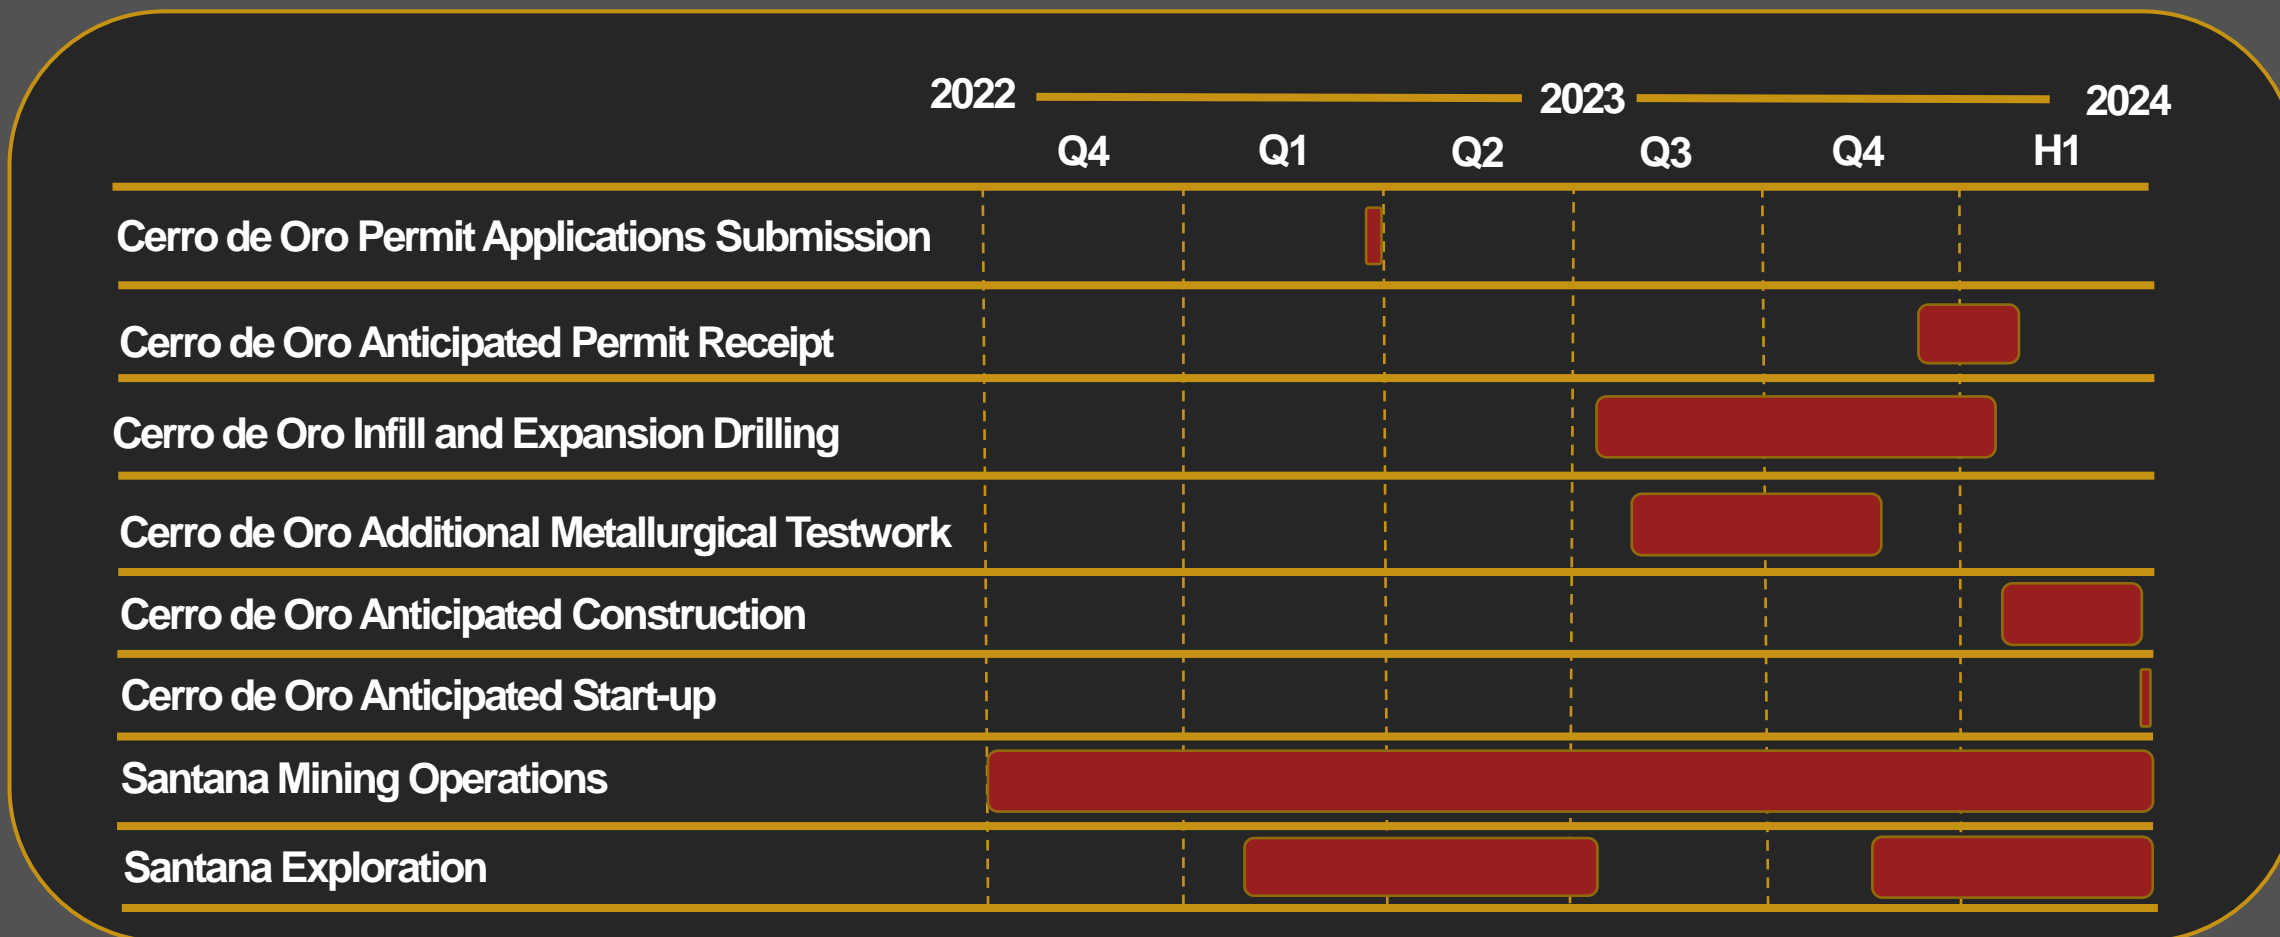 2022 2023 2024
Q4 Q1 Q2 Q3 Q4 H1
Cerro de Oro Permit Applications Submission
Cerro de Oro Anticipated Permit Receipt
Cerro de Oro Infill and Expansion Drilling
Cerro de Oro Additional Metallurgical Testwork
Cerro de Oro Anticipated Construction
Cerro de Oro Anticipated Start-up
Santana Mining Operations
Santana Exploration